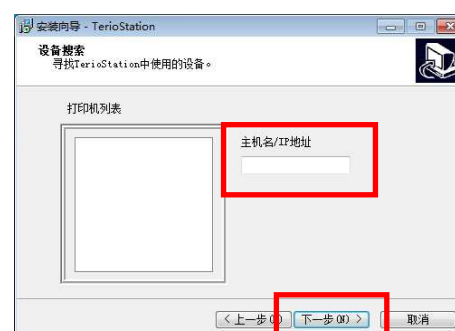 安装向导 - TerioStation
设备搜索
寻找TerioStation中使用的设备。
打印机列表
主机名/IP地址
<上一步
下一步(N) >
取消